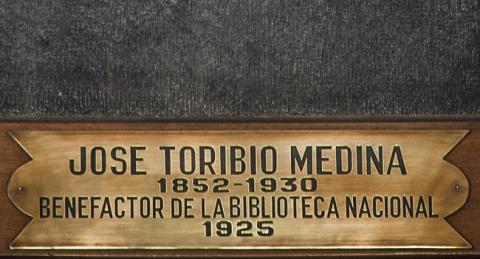 JOSE TORIBIO MEDINA
1852-1930
BENEFACTOR DE LA BIBLIOTECA NACIONAL
1925